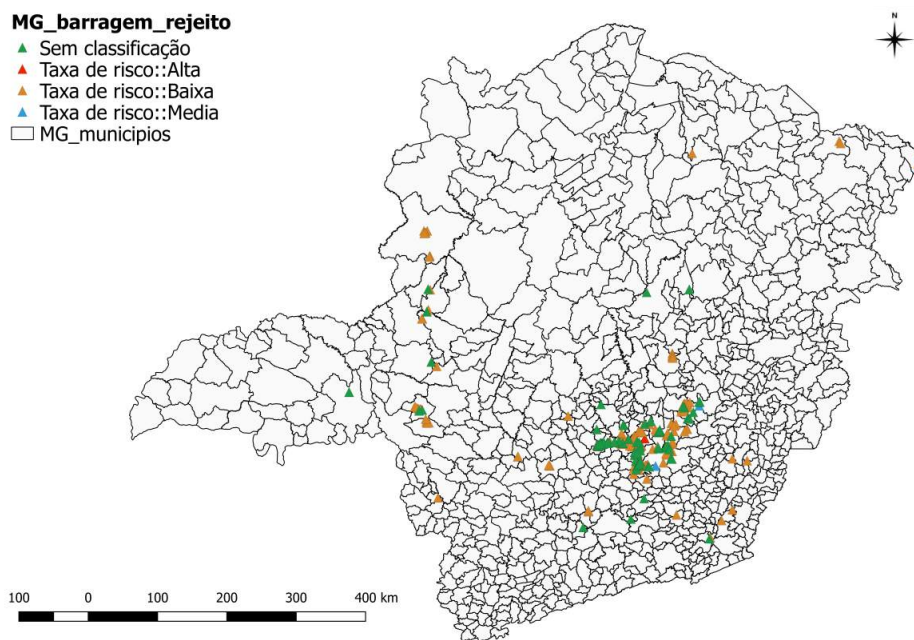 MG_barragem_rejeito
Sem classificação
Taxa de risco::Alta
Taxa de risco::Baixa
Taxa de risco::Media
MG_municipios
N
100 0 100 200 300 400 km